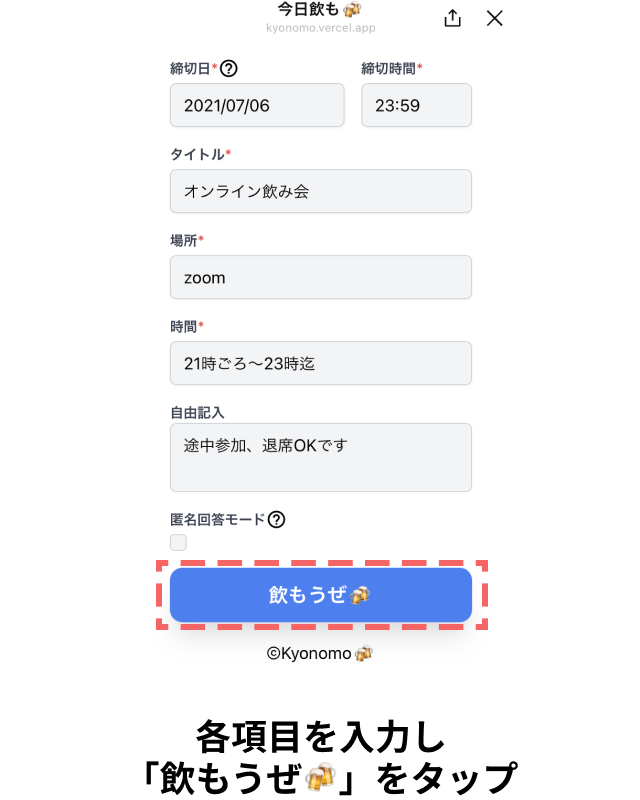 今日飲も🍻
kyonomo.vercel.app
締切日* ?
締切時間*
2021/07/06
23:59
タイトル*
オンライン飲み会
場所*
zoom
時間*
21時ごろ〜23時迄
自由記入
途中参加、退席OKです
匿名回答モード ?
飲もうぜ🍻
©Kyonomo🍻
各項目を入力し
「飲もうぜ🍻」をタップ